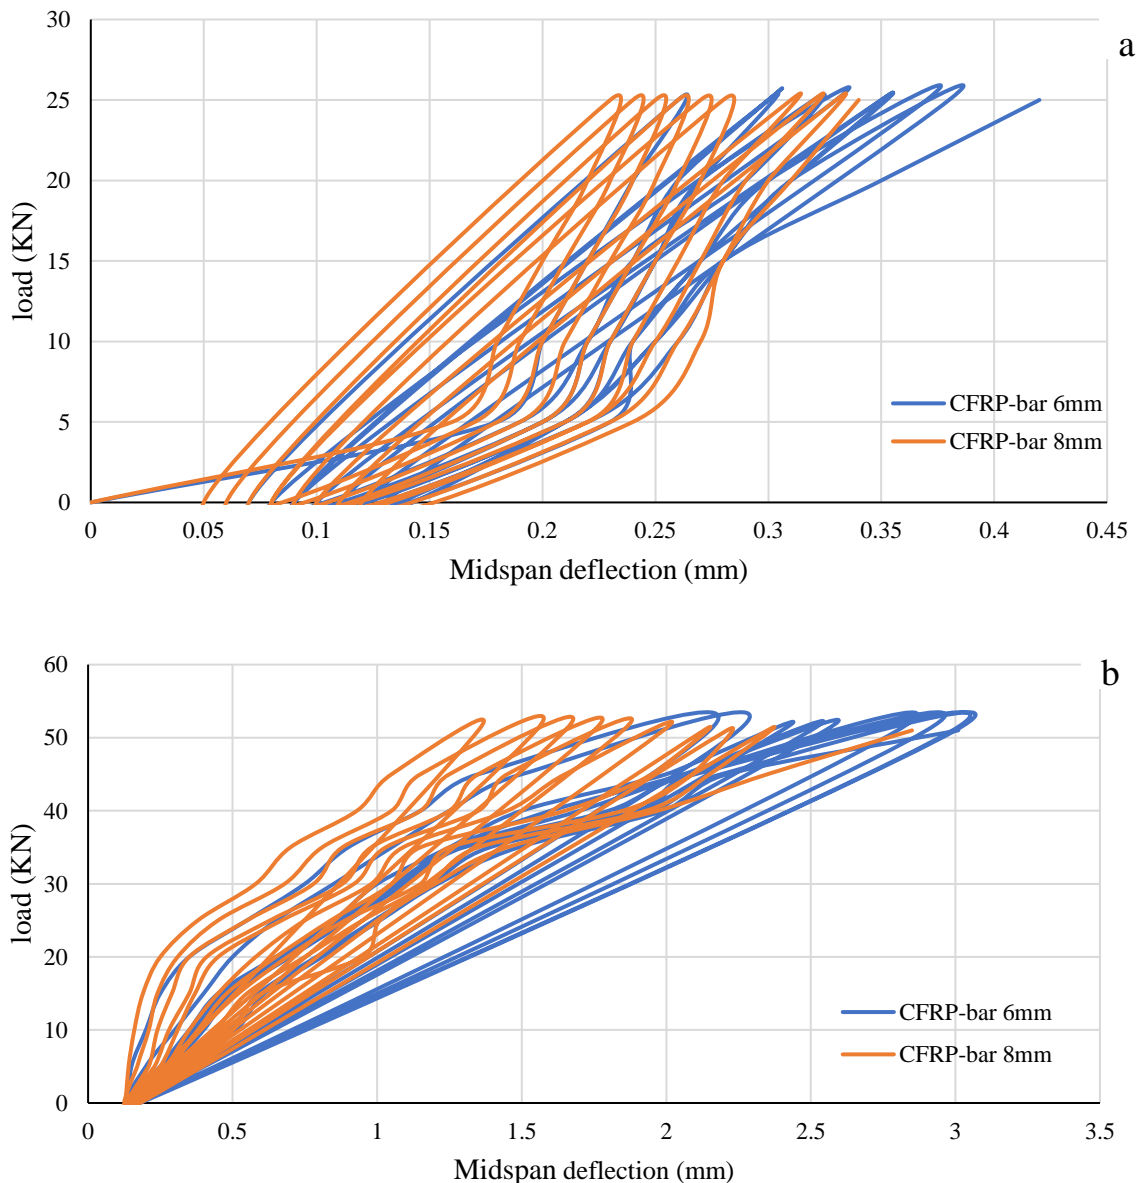 a
30
25
20
15
10
5
0
load (KN)
CFRP-bar 6mm
CFRP-bar 8mm
0 0.05 0.1 0.15 0.2 0.25 0.3 0.35 0.4 0.45
Midspan deflection (mm)
b
60
50
40
30
20
10
0
load (KN)
CFRP-bar 6mm
CFRP-bar 8mm
0 0.5 1 1.5 2 2.5 3 3.5
Midspan deflection (mm)